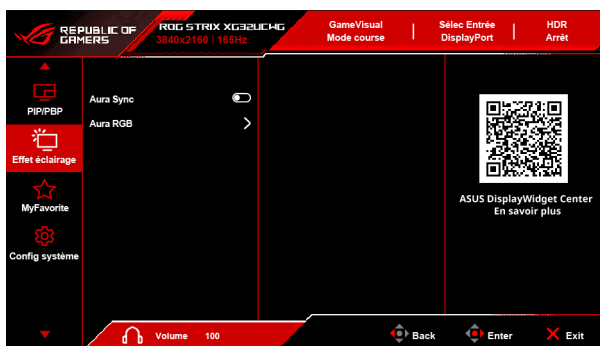 REPUBLIC OF
GAMERS
ROG STRIX XG32UCWG
3840x2160 | 165Hz
GameVisual
Mode course
Sélec Entrée
DisplayPort
HDR
Arrêt
PIP/PBP
Effet éclairage
MyFavorite
Config système
Aura Sync
Aura RGB
ASUS DisplayWidget Center
En savoir plus
Volume 100
Back
Enter
Exit